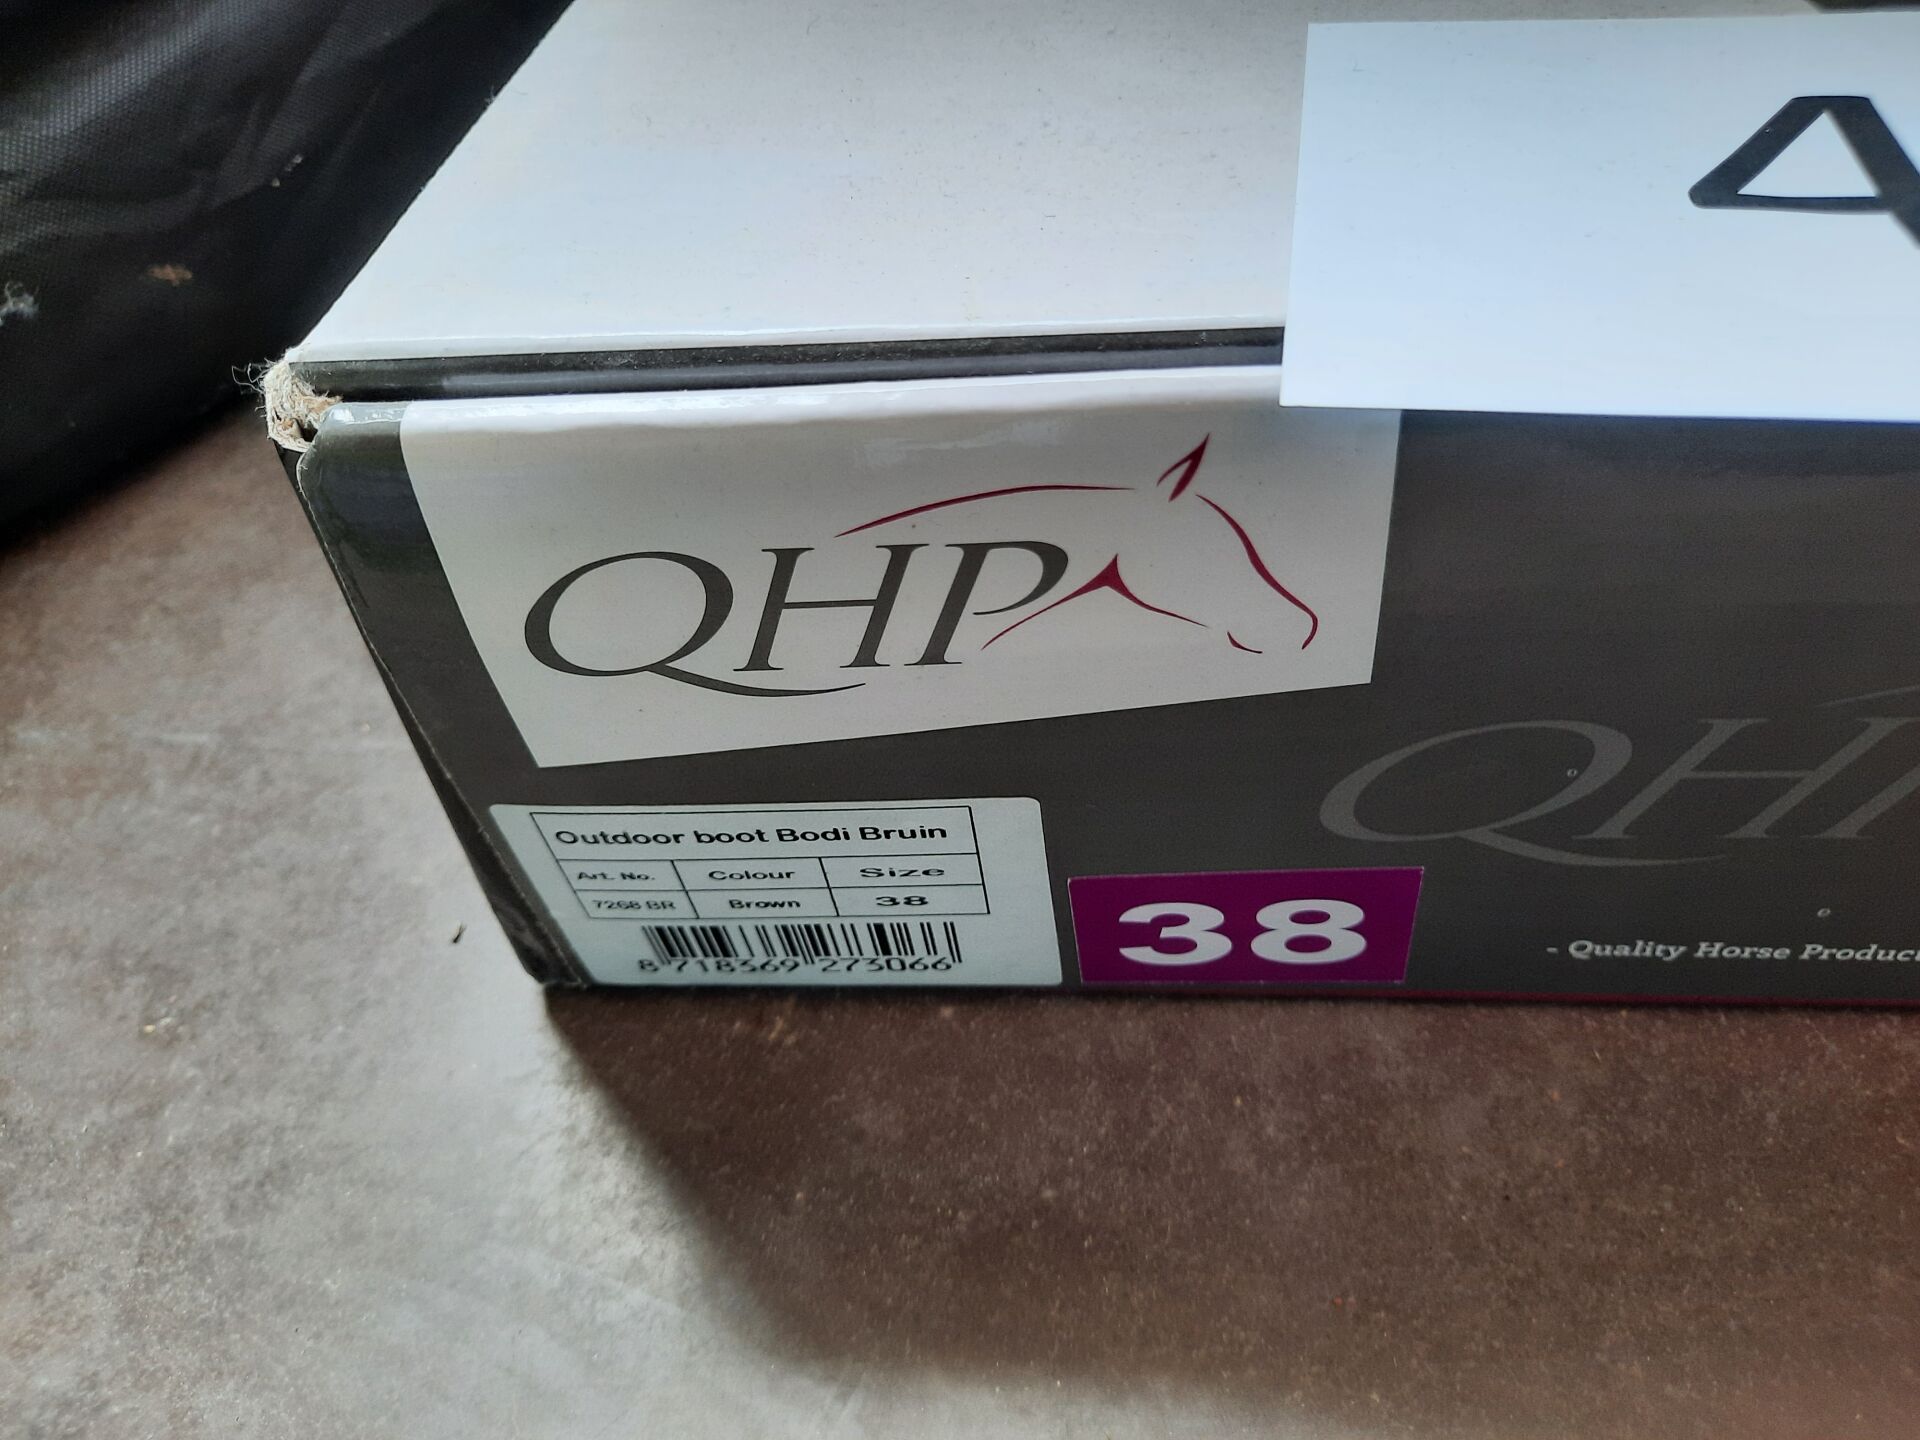 QHP
Outdoor boot Bodi Bruin
Art. No. Colour Size
7268 BR Brown 38
8 718369 273066
38
QH
- Quality Horse